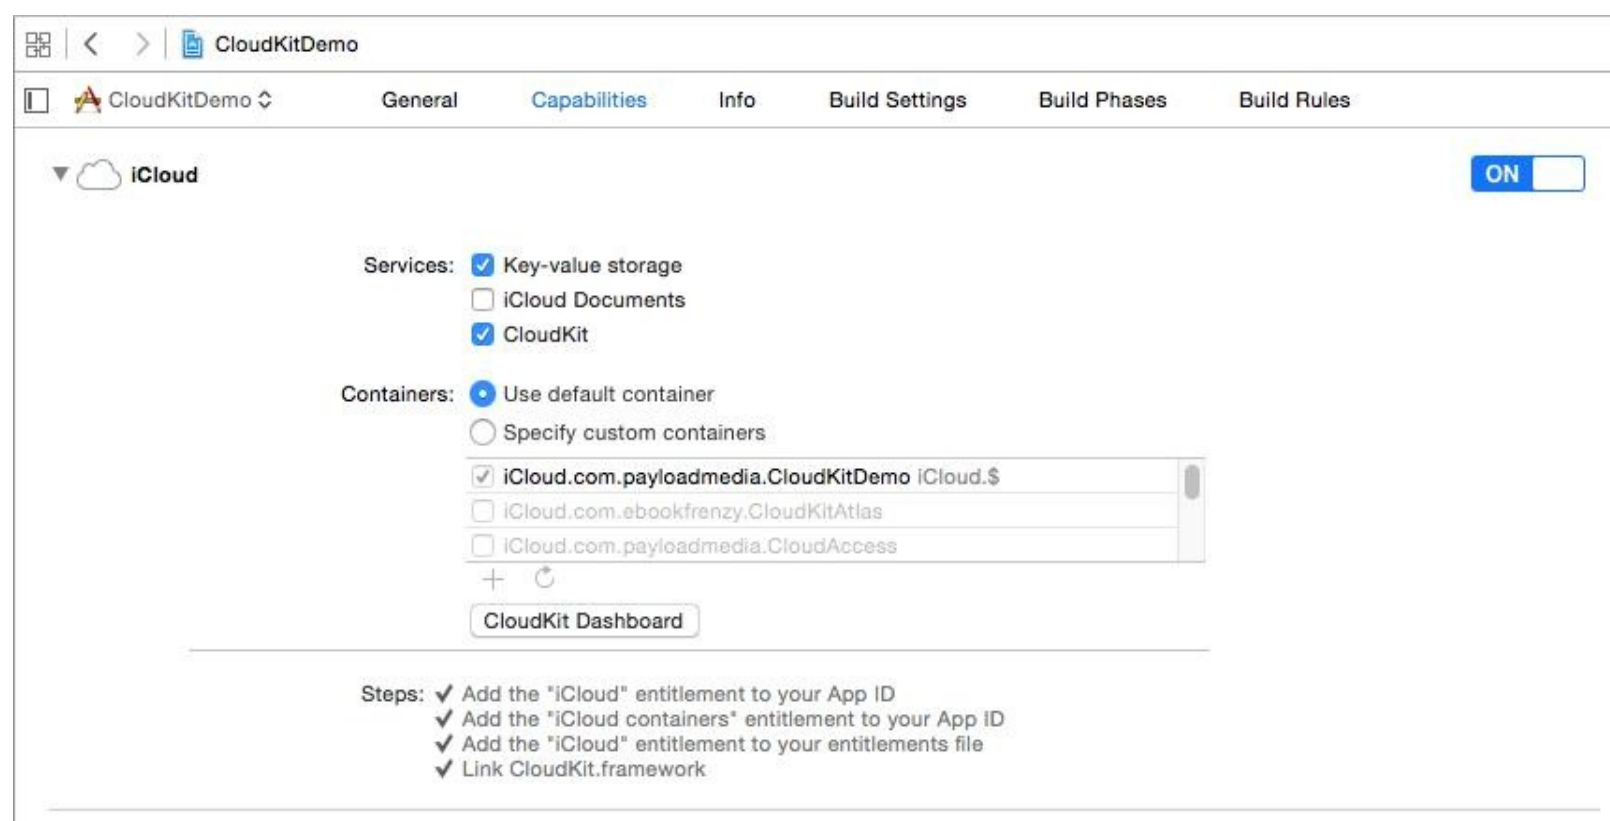 CloudKitDemo
CloudKitDemo General Capabilities Info Build Settings Build Phases Build Rules
iCloud ON
Services: Key-value storage
iCloud Documents
CloudKit
Containers: Use default container
Specify custom containers
iCloud.com.payloadmedia.CloudKitDemo iCloud.$
iCloud.com.ebookfrenzy.CloudKitAtlas
iCloud.com.payloadmedia.CloudAccess
CloudKit Dashboard
Steps: ✔ Add the "iCloud" entitlement to your App ID
✔ Add the "iCloud containers" entitlement to your App ID
✔ Add the "iCloud" entitlement to your entitlements file
✔ Link CloudKit.framework